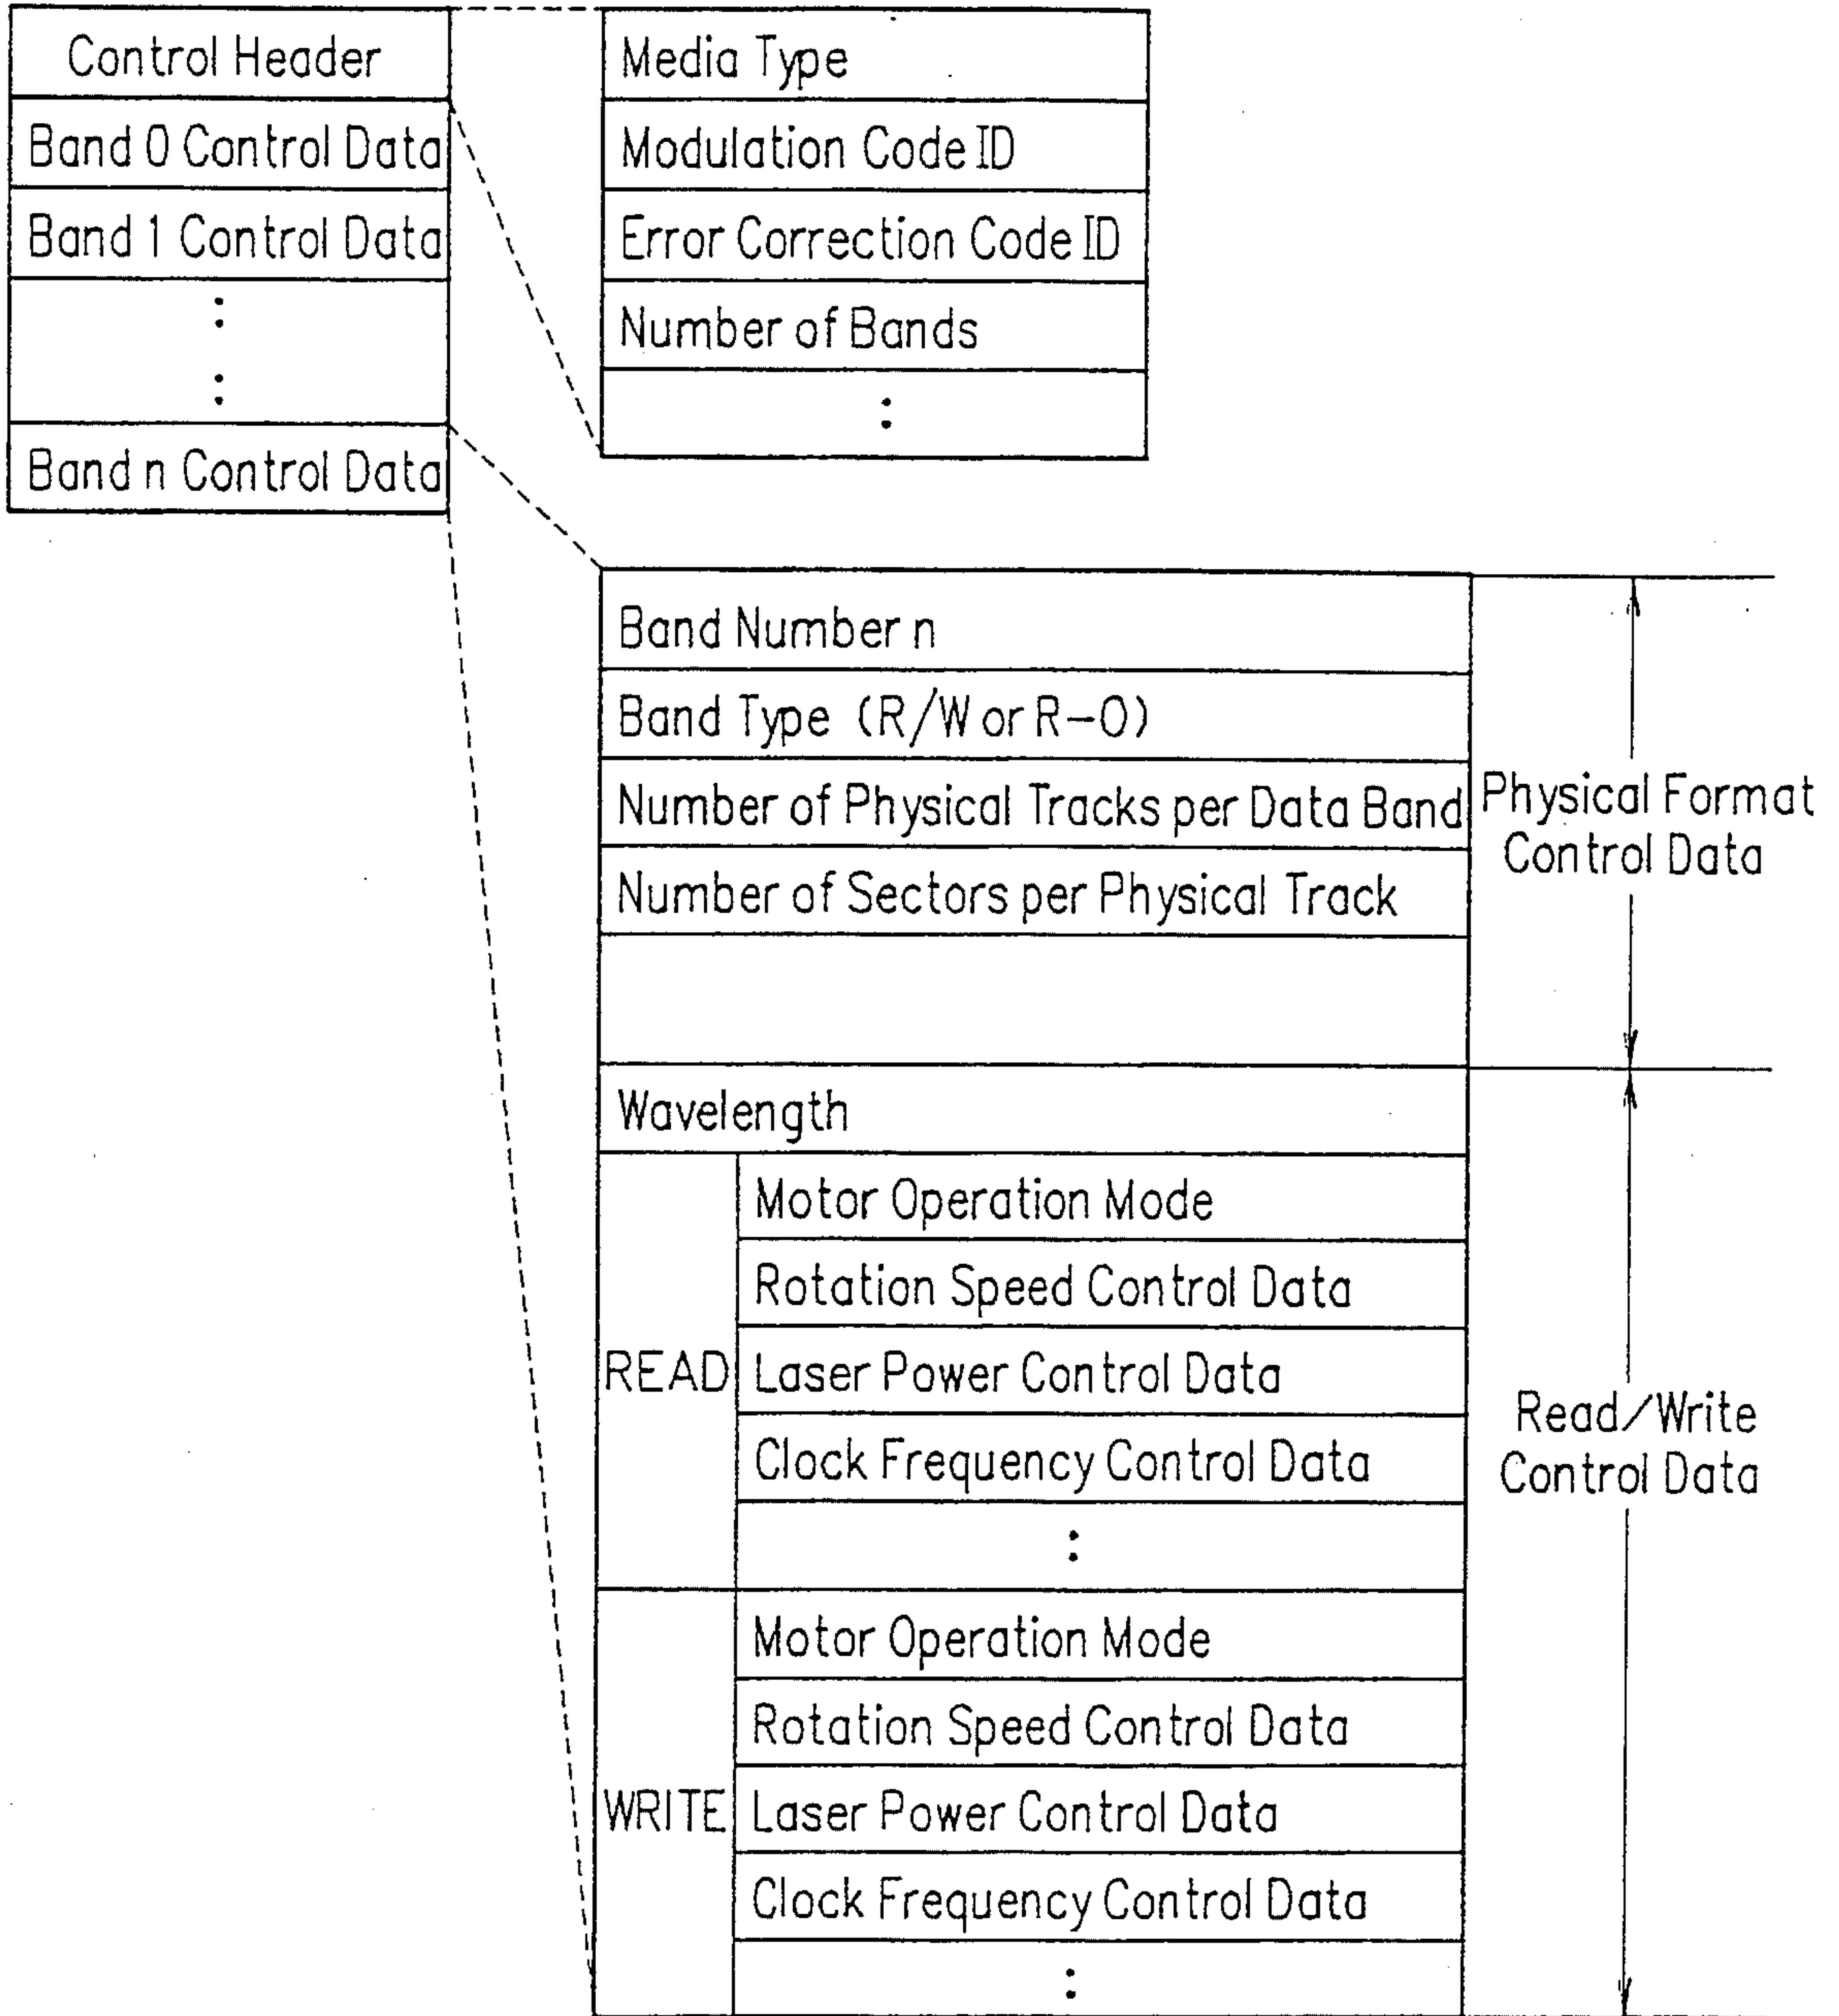 Control Header
Band 0 Control Data
Band 1 Control Data
:
:
Band n Control Data
Media Type
Modulation Code ID
Error Correction Code ID
Number of Bands
:
Band Number n
Band Type (R/W or R-O)
Number of Physical Tracks per Data Band
Number of Sectors per Physical Track
Physical Format
Control Data
Wavelength
READ
Motor Operation Mode
Rotation Speed Control Data
Laser Power Control Data
Clock Frequency Control Data
:
WRITE
Motor Operation Mode
Rotation Speed Control Data
Laser Power Control Data
Clock Frequency Control Data
:
Read/Write
Control Data